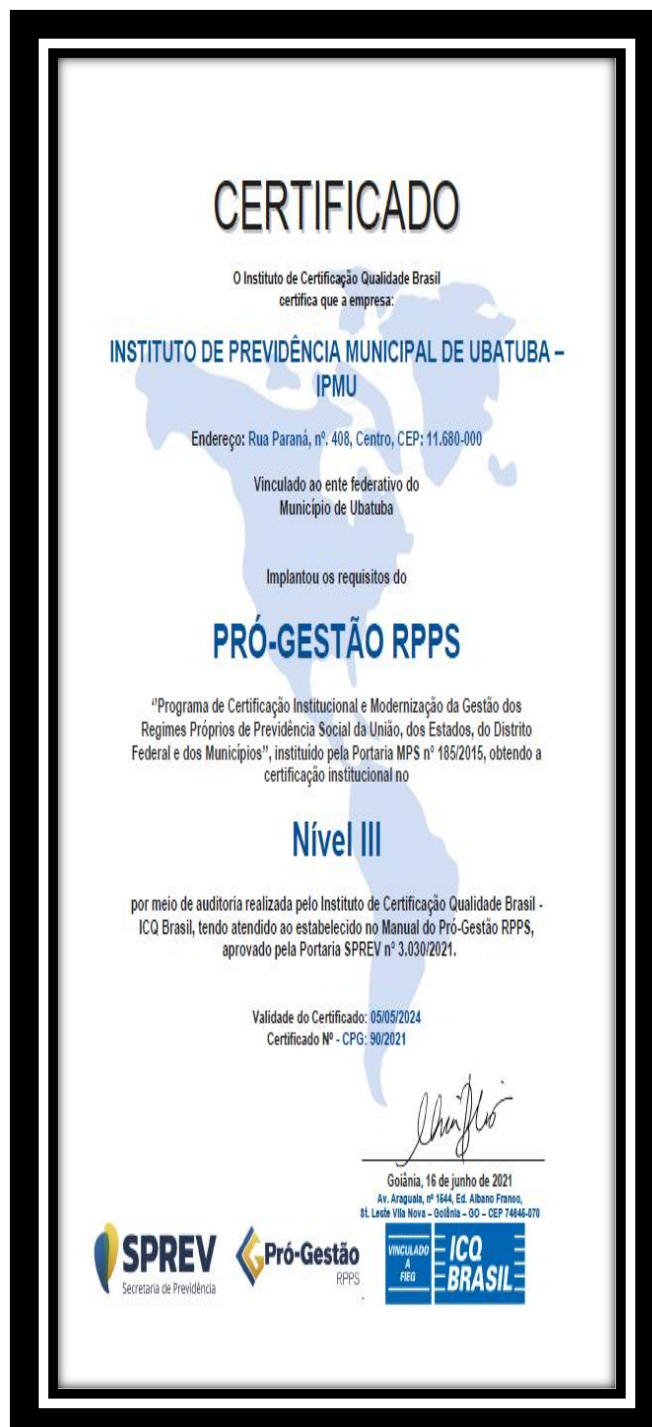 CERTIFICADO
O Instituto de Certificação Qualidade Brasil
certifica que a empresa:
INSTITUTO DE PREVIDÊNCIA MUNICIPAL DE UBATUBA –
IPMU
Endereço: Rua Paraná, nº. 408, Centro, CEP: 11.680-000
Vinculado ao ente federativo do
Município de Ubatuba
Implantou os requisitos do
PRÓ-GESTÃO RPPS
“Programa de Certificação Institucional e Modernização da Gestão dos
Regimes Próprios de Previdência Social da União, dos Estados, do Distrito
Federal e dos Municípios”, instituído pela Portaria MPS nº 185/2015, obtendo a
certificação institucional no
Nível III
por meio de auditoria realizada pelo Instituto de Certificação Qualidade Brasil -
ICQ Brasil, tendo atendido ao estabelecido no Manual do Pró-Gestão RPPS,
aprovado pela Portaria SPREV nº 3.030/2021.
Validade do Certificado: 05/05/2024
Certificado Nº - CPG: 90/2021
Goiânia, 16 de junho de 2021
Av. Araguaia, nº 1544, Ed. Albano Franco,
St. Leste Vila Nova – Goiânia – GO – CEP 74645-070
SPREV
Secretaria de Previdência
Pró-Gestão
RPPS
VINCULADO
A
FIEG
ICQ
BRASIL